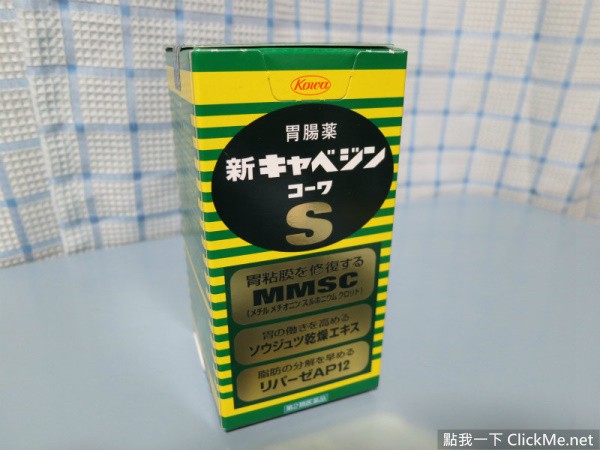 Kowa
胃腸薬
新キャベジン
コーワ
S
胃粘膜を修復する
MMSC
(メチルメチオニンスルホニウムクロリド)
胃の働きを高める
ソウジュツ乾燥エキス
脂肪の分解を早める
リパーゼAP12
第2類医薬品
點我一下 ClickMe.net